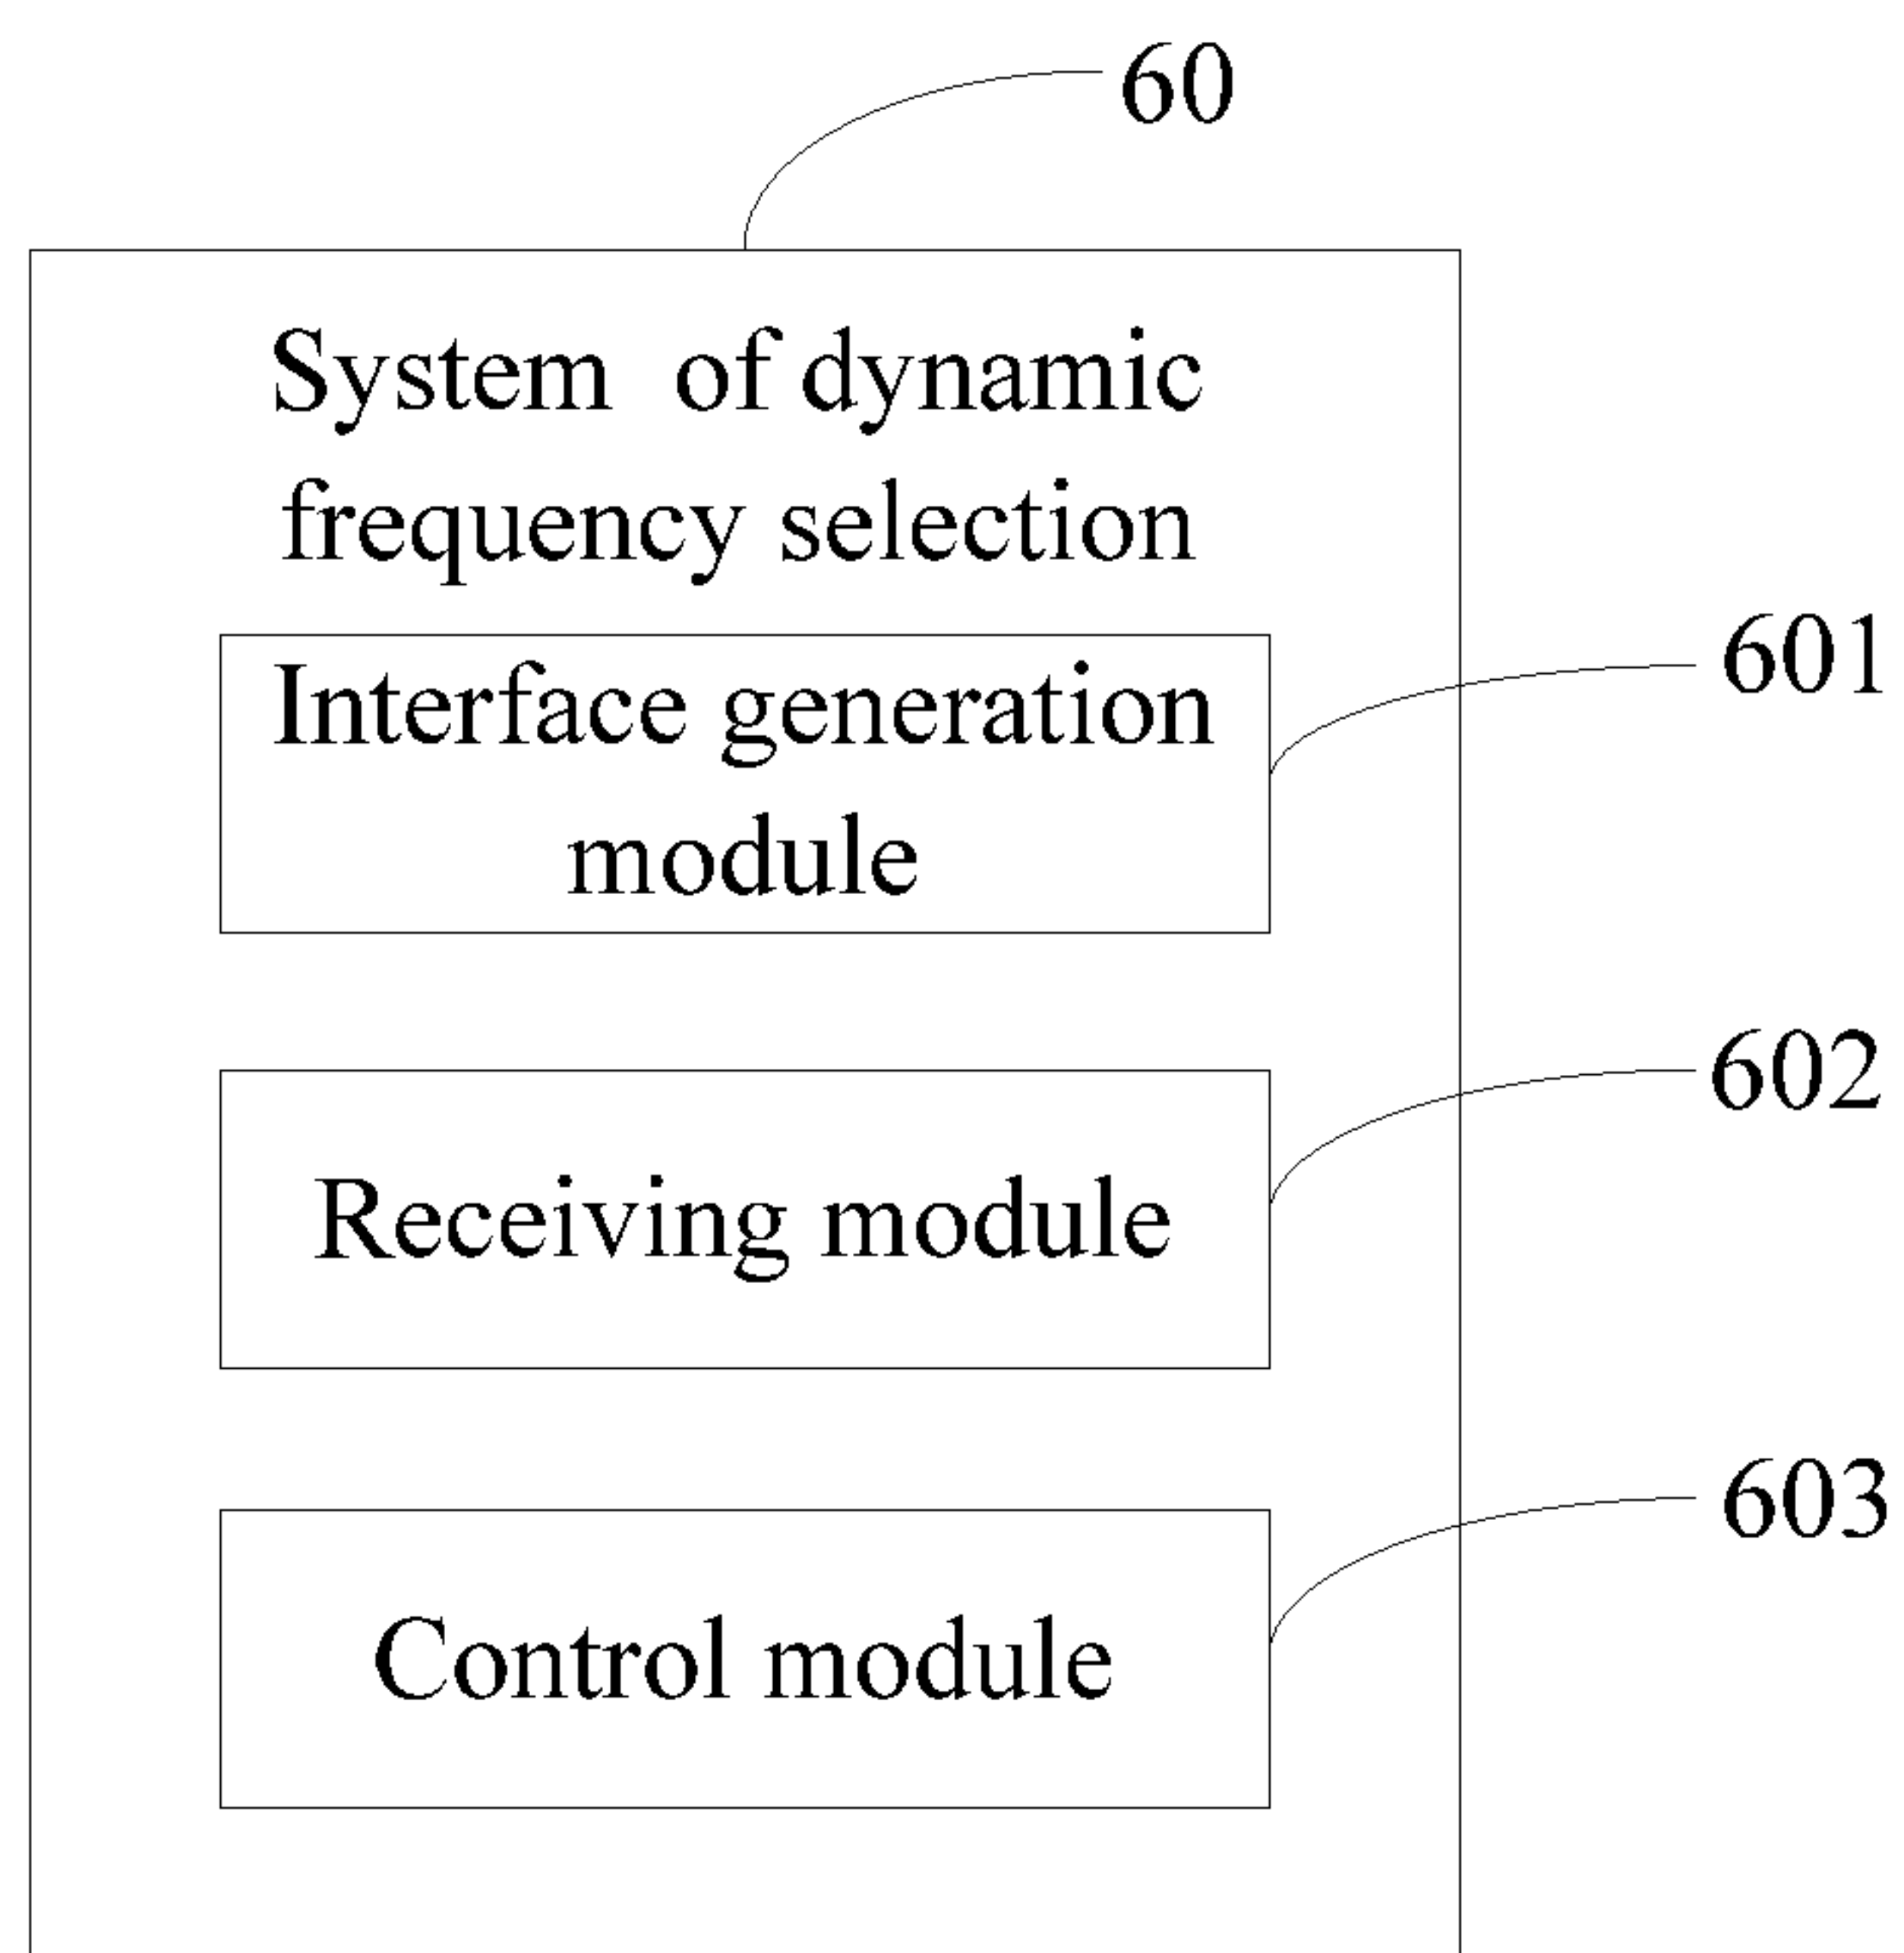 60
System of dynamic
frequency selection
601
Interface generation
module
602
Receiving module
603
Control module